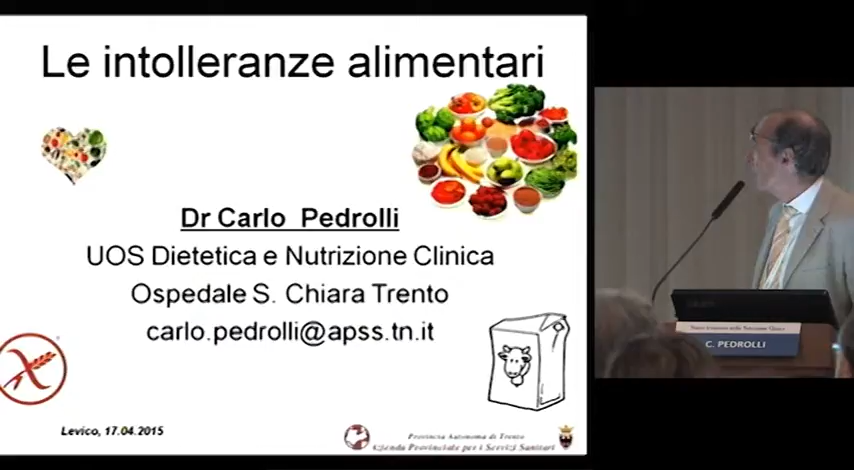 Le intolleranze alimentari
Dr Carlo Pedrolli
UOS Dietetica e Nutrizione Clinica
Ospedale S. Chiara Trento
carlo.pedrolli@apss.tn.it
Levico, 17.04.2015
Provincia Autonoma di Trento
Azienda Provinciale per i Servizi Sanitari
C. PEDROLLI